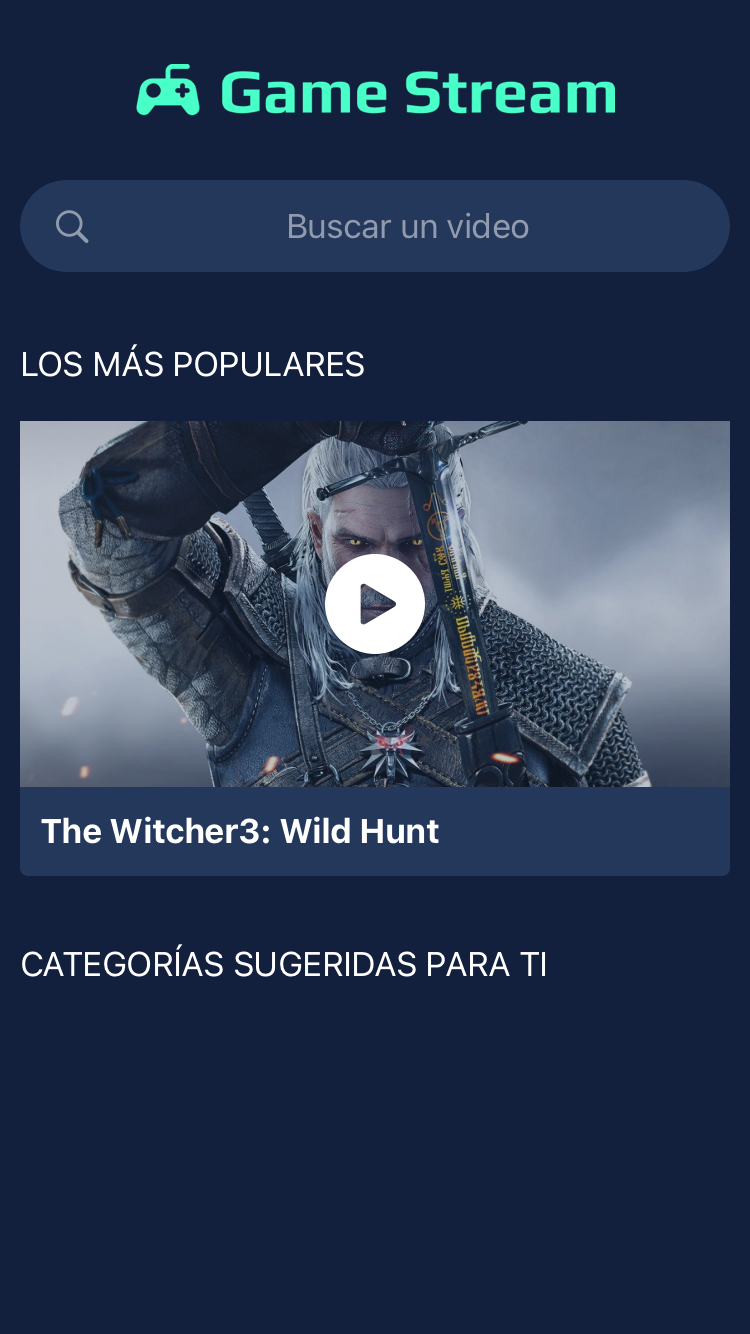 Game Stream
Buscar un video
LOS MÁS POPULARES
The Witcher3: Wild Hunt
CATEGORÍAS SUGERIDAS PARA TI